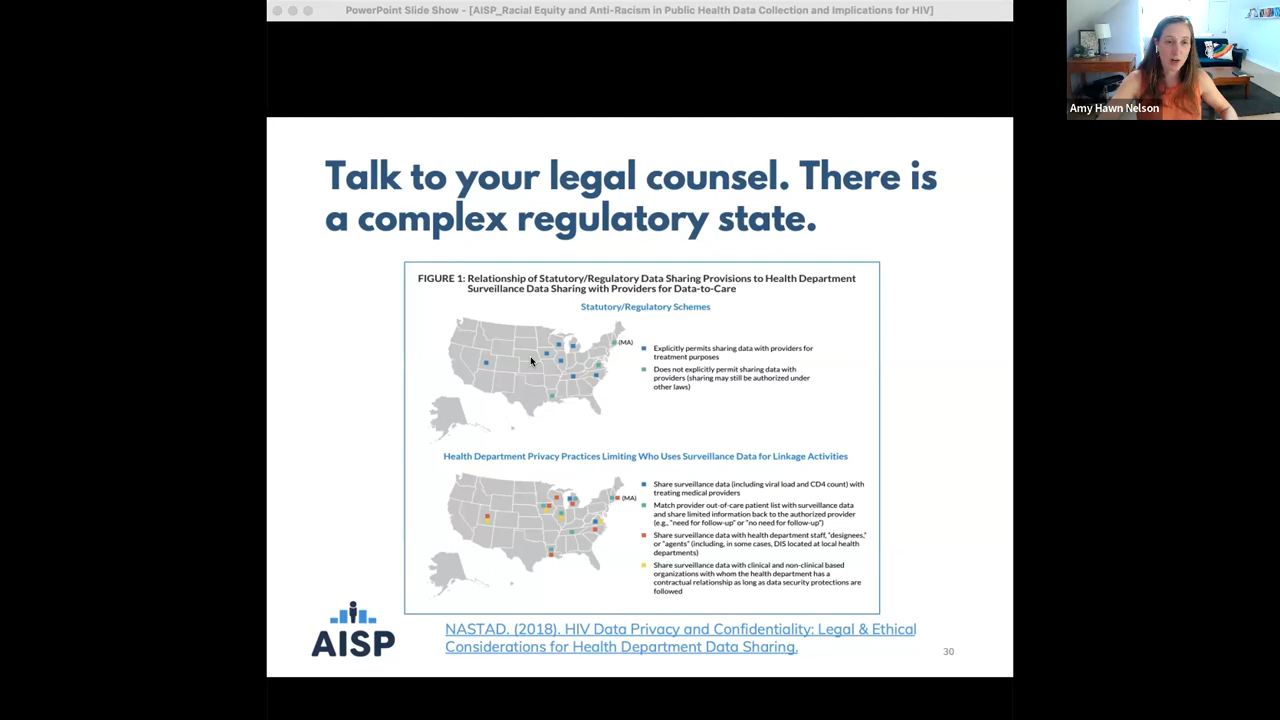 PowerPoint Slide Show - [AISP_Racial Equity and Anti-Racism in Public Health Data Collection and Implications for HIV]
Amy Hawn Nelson
Talk to your legal counsel. There is
a complex regulatory state.
FIGURE 1: Relationship of Statutory/Regulatory Data Sharing Provisions to Health Department
Surveillance Data Sharing with Providers for Data-to-Care
Statutory/Regulatory Schemes
(MA)
Explicitly permits sharing data with providers for
treatment purposes
Does not explicitly permit sharing data with
providers (sharing may still be authorized under
other laws)
Health Department Privacy Practices Limiting Who Uses Surveillance Data for Linkage Activities
(MA)
Share surveillance data (including viral load and CD4 count) with
treating medical providers
Match provider out-of-care patient list with surveillance data
and share limited information back to the authorized provider
(e.g., "need for follow-up" or "no need for follow-up")
Share surveillance data with health department staff, "designees,"
or "agents" (including, in some cases, DIS located at local health
departments)
Share surveillance data with clinical and non-clinical based
organizations with whom the health department has a
contractual relationship as long as data security protections are
followed
AISP
NASTAD. (2018). HIV Data Privacy and Confidentiality: Legal & Ethical
Considerations for Health Department Data Sharing.
30